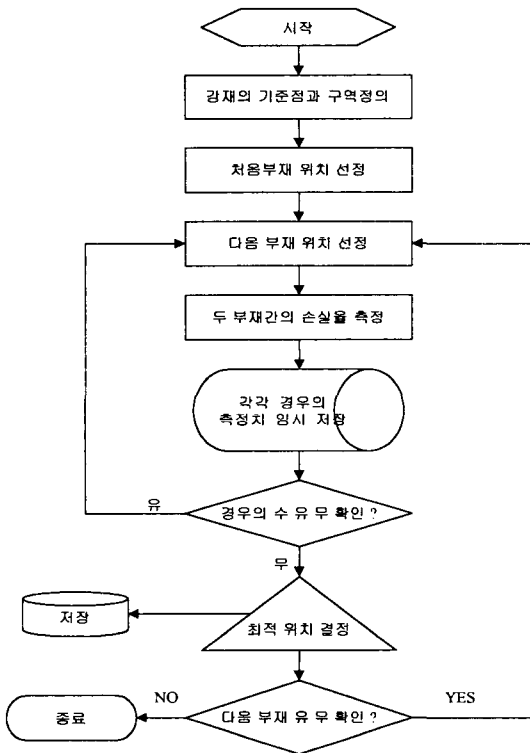 시작
강재의 기준점과 구역정의
처음부재 위치 선정
다음 부재 위치 선정
두 부재간의 손실율 측정
각각 경우의
측정치 임시 저장
유
경우의 수 유 무 확인 ?
무
저장
최적 위치 결정
NO
YES
종료
다음 부재 유 무 확인 ?